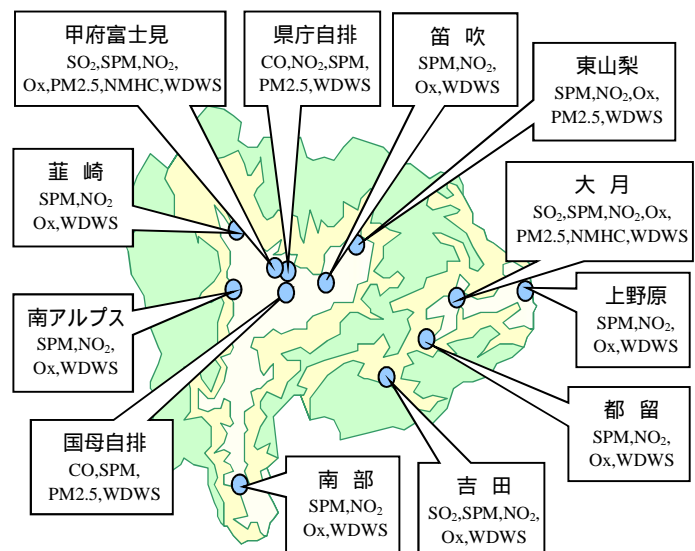 甲府富士見
SO₂,SPM,NO₂,
Ox,PM2.5,NMHC,WDWS
県庁自排
CO,NO₂,SPM,
PM2.5,WDWS
笛 吹
SPM,NO₂,
Ox,WDWS
東山梨
SPM,NO₂,Ox,
PM2.5,WDWS
韮 崎
SPM,NO₂
Ox,WDWS
大 月
SO₂,SPM,NO₂,Ox,
PM2.5,NMHC,WDWS
南アルプス
SPM,NO₂,
Ox,WDWS
上野原
SPM,NO₂,
Ox,WDWS
国母自排
CO,SPM,
PM2.5,WDWS
南 部
SPM,NO₂
Ox,WDWS
吉 田
SO₂,SPM,NO₂,
Ox,WDWS
都 留
SPM,NO₂,
Ox,WDWS